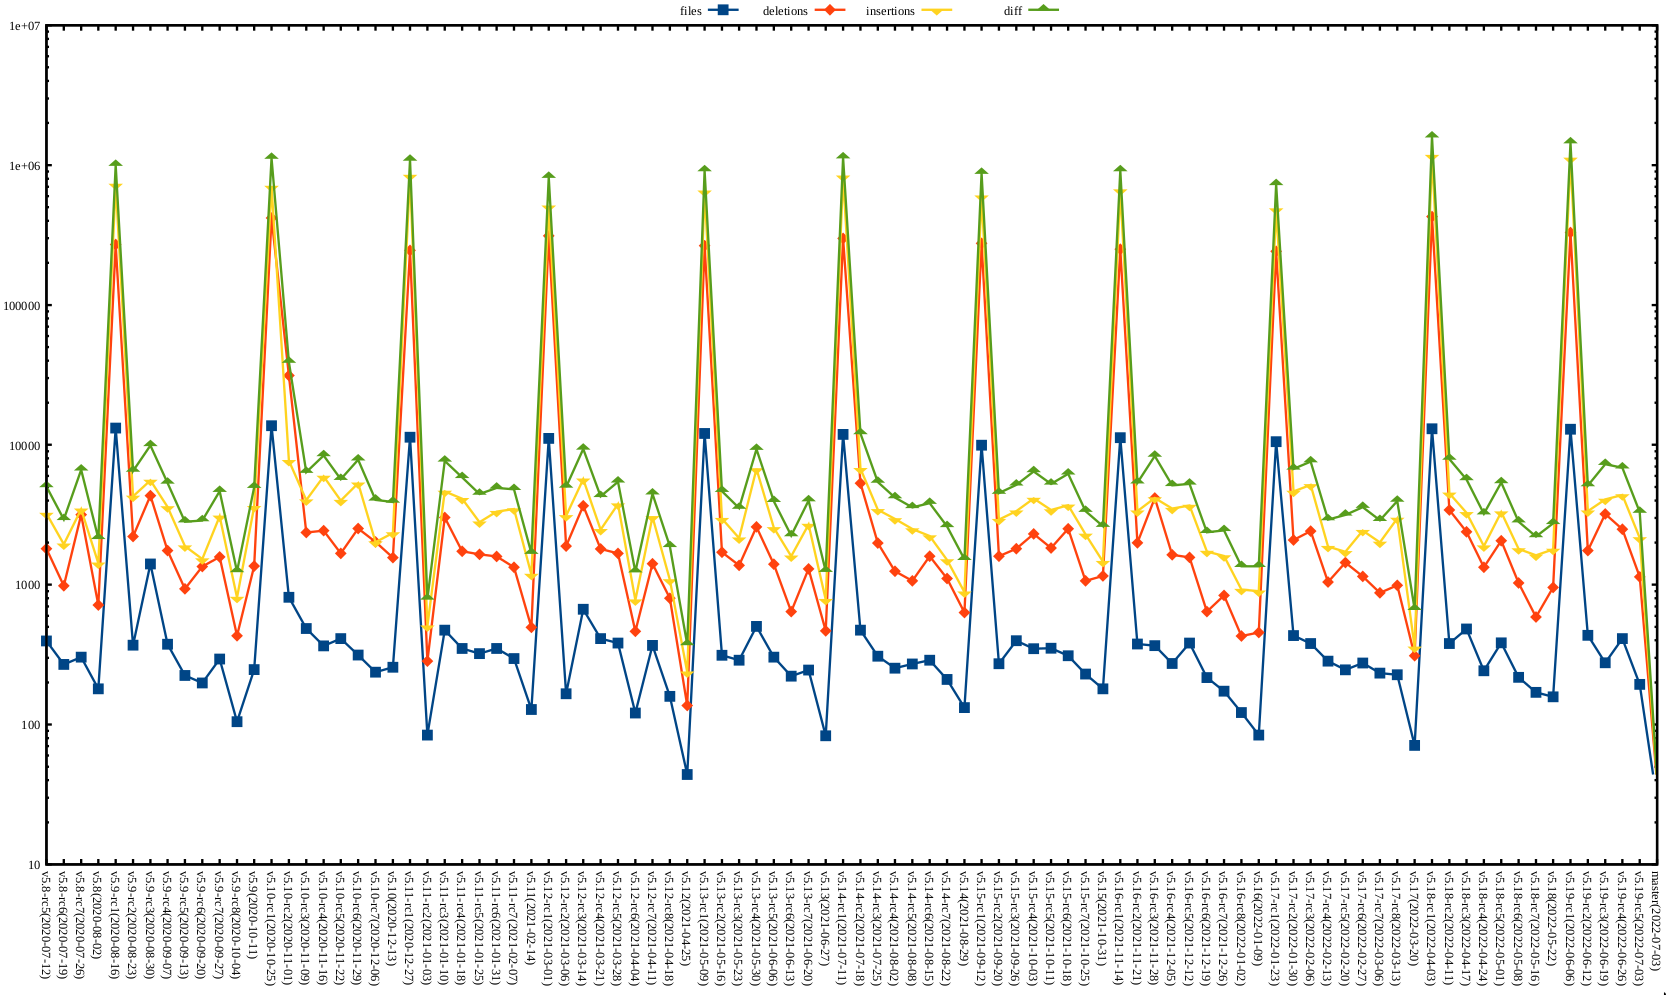 files deletions insertions diff
1e+07
1e+06
100000
10000
1000
100
10
v5.8-rc5(2020-07-12)
v5.8-rc6(2020-07-19)
v5.8-rc7(2020-07-26)
v5.8(2020-08-02)
v5.9-rc1(2020-08-16)
v5.9-rc2(2020-08-23)
v5.9-rc3(2020-08-30)
v5.9-rc4(2020-09-07)
v5.9-rc5(2020-09-13)
v5.9-rc6(2020-09-20)
v5.9-rc7(2020-09-27)
v5.9-rc8(2020-10-04)
v5.9(2020-10-11)
v5.10-rc1(2020-10-25)
v5.10-rc2(2020-11-01)
v5.10-rc3(2020-11-09)
v5.10-rc4(2020-11-16)
v5.10-rc5(2020-11-22)
v5.10-rc6(2020-11-29)
v5.10-rc7(2020-12-06)
v5.10(2020-12-13)
v5.11-rc1(2020-12-27)
v5.11-rc2(2021-01-03)
v5.11-rc3(2021-01-10)
v5.11-rc4(2021-01-18)
v5.11-rc5(2021-01-25)
v5.11-rc6(2021-01-31)
v5.11-rc7(2021-02-07)
v5.11(2021-02-14)
v5.12-rc1(2021-03-01)
v5.12-rc2(2021-03-06)
v5.12-rc3(2021-03-14)
v5.12-rc4(2021-03-21)
v5.12-rc5(2021-03-28)
v5.12-rc6(2021-04-04)
v5.12-rc7(2021-04-11)
v5.12-rc8(2021-04-18)
v5.12(2021-04-25)
v5.13-rc1(2021-05-09)
v5.13-rc2(2021-05-16)
v5.13-rc3(2021-05-23)
v5.13-rc4(2021-05-30)
v5.13-rc5(2021-06-06)
v5.13-rc6(2021-06-13)
v5.13-rc7(2021-06-20)
v5.13(2021-06-27)
v5.14-rc1(2021-07-11)
v5.14-rc2(2021-07-18)
v5.14-rc3(2021-07-25)
v5.14-rc4(2021-08-02)
v5.14-rc5(2021-08-08)
v5.14-rc6(2021-08-15)
v5.14-rc7(2021-08-22)
v5.14(2021-08-29)
v5.15-rc1(2021-09-12)
v5.15-rc2(2021-09-20)
v5.15-rc3(2021-09-26)
v5.15-rc4(2021-10-03)
v5.15-rc5(2021-10-11)
v5.15-rc6(2021-10-18)
v5.15-rc7(2021-10-25)
v5.15(2021-10-31)
v5.16-rc1(2021-11-14)
v5.16-rc2(2021-11-21)
v5.16-rc3(2021-11-28)
v5.16-rc4(2021-12-05)
v5.16-rc5(2021-12-12)
v5.16-rc6(2021-12-19)
v5.16-rc7(2021-12-26)
v5.16-rc8(2022-01-02)
v5.16(2022-01-09)
v5.17-rc1(2022-01-23)
v5.17-rc2(2022-01-30)
v5.17-rc3(2022-02-06)
v5.17-rc4(2022-02-13)
v5.17-rc5(2022-02-20)
v5.17-rc6(2022-02-27)
v5.17-rc7(2022-03-06)
v5.17-rc8(2022-03-13)
v5.17(2022-03-20)
v5.18-rc1(2022-04-03)
v5.18-rc2(2022-04-11)
v5.18-rc3(2022-04-17)
v5.18-rc4(2022-04-24)
v5.18-rc5(2022-05-01)
v5.18-rc6(2022-05-08)
v5.18-rc7(2022-05-16)
v5.18(2022-05-22)
v5.19-rc1(2022-06-06)
v5.19-rc2(2022-06-12)
v5.19-rc3(2022-06-19)
v5.19-rc4(2022-06-26)
v5.19-rc5(2022-07-03)
master(2022-07-03)